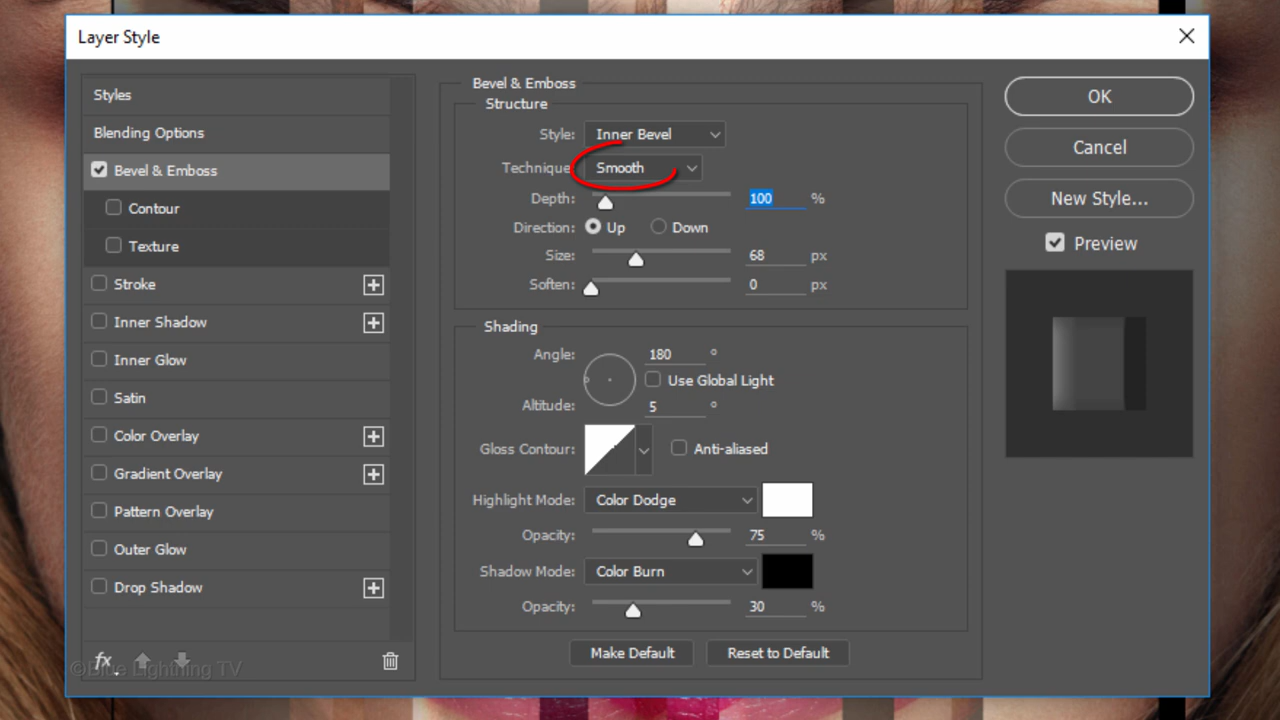 Layer Style
Styles
Blending Options
Bevel & Emboss
Contour
Texture
Stroke
Inner Shadow
Inner Glow
Satin
Color Overlay
Gradient Overlay
Pattern Overlay
Outer Glow
Drop Shadow
fx
©Blue Lightning TV
Bevel & Emboss
Structure
Style: Inner Bevel
Technique Smooth
Depth: 100 %
Direction: Up Down
Size: 68 px
Soften: 0 px
Shading
Angle: 180 °
Use Global Light
Altitude: 5 °
Gloss Contour: Anti-aliased
Highlight Mode: Color Dodge
Opacity: 75 %
Shadow Mode: Color Burn
Opacity: 30 %
Make Default Reset to Default
OK
Cancel
New Style...
Preview